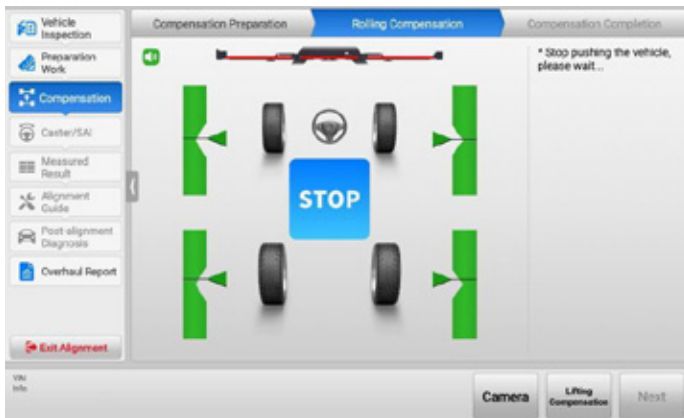 Vehicle
Inspection
Preparation
Work
Compensation
Caster/SAI
Measured
Result
Alignment
Guide
Post-alignment
Diagnosis
Overhaul Report
Exit Alignment
Compensation Preparation
Rolling Compensation
Compensation Completion
* Stop pushing the vehicle,
please wait...
STOP
VIN
Info
Camera
Lifting
Compensation
Next